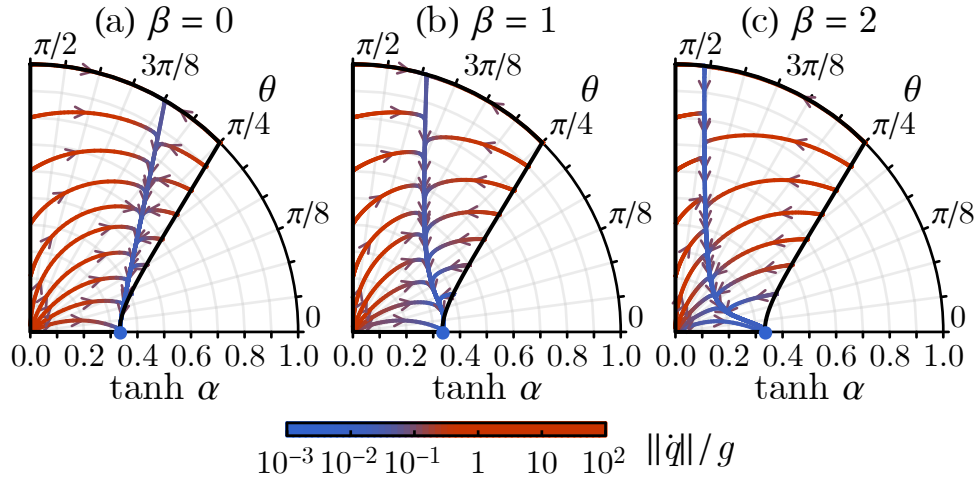 (a) β = 0
(b) β = 1
(c) β = 2
π/2
3π/8
θ
π/4
π/8
0
π/2
3π/8
θ
π/4
π/8
0
π/2
3π/8
θ
π/4
π/8
0
0.0 0.2 0.4 0.6 0.8 1.0
0.0 0.2 0.4 0.6 0.8 1.0
0.0 0.2 0.4 0.6 0.8 1.0
tanh α
tanh α
tanh α
10⁻³ 10⁻² 10⁻¹ 1 10 10²
‖q̇‖/g